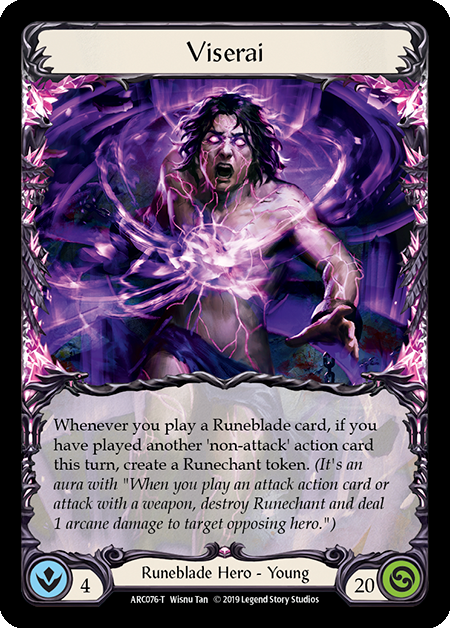 Viserai
Whenever you play a Runeblade card, if you
have played another 'non-attack' action card
this turn, create a Runechant token. (It's an
aura with "When you play an attack action card or
attack with a weapon, destroy Runechant and deal
1 arcane damage to target opposing hero.")
4
Runeblade Hero - Young
20
ARC076-T Wisnu Tan © 2019 Legend Story Studios